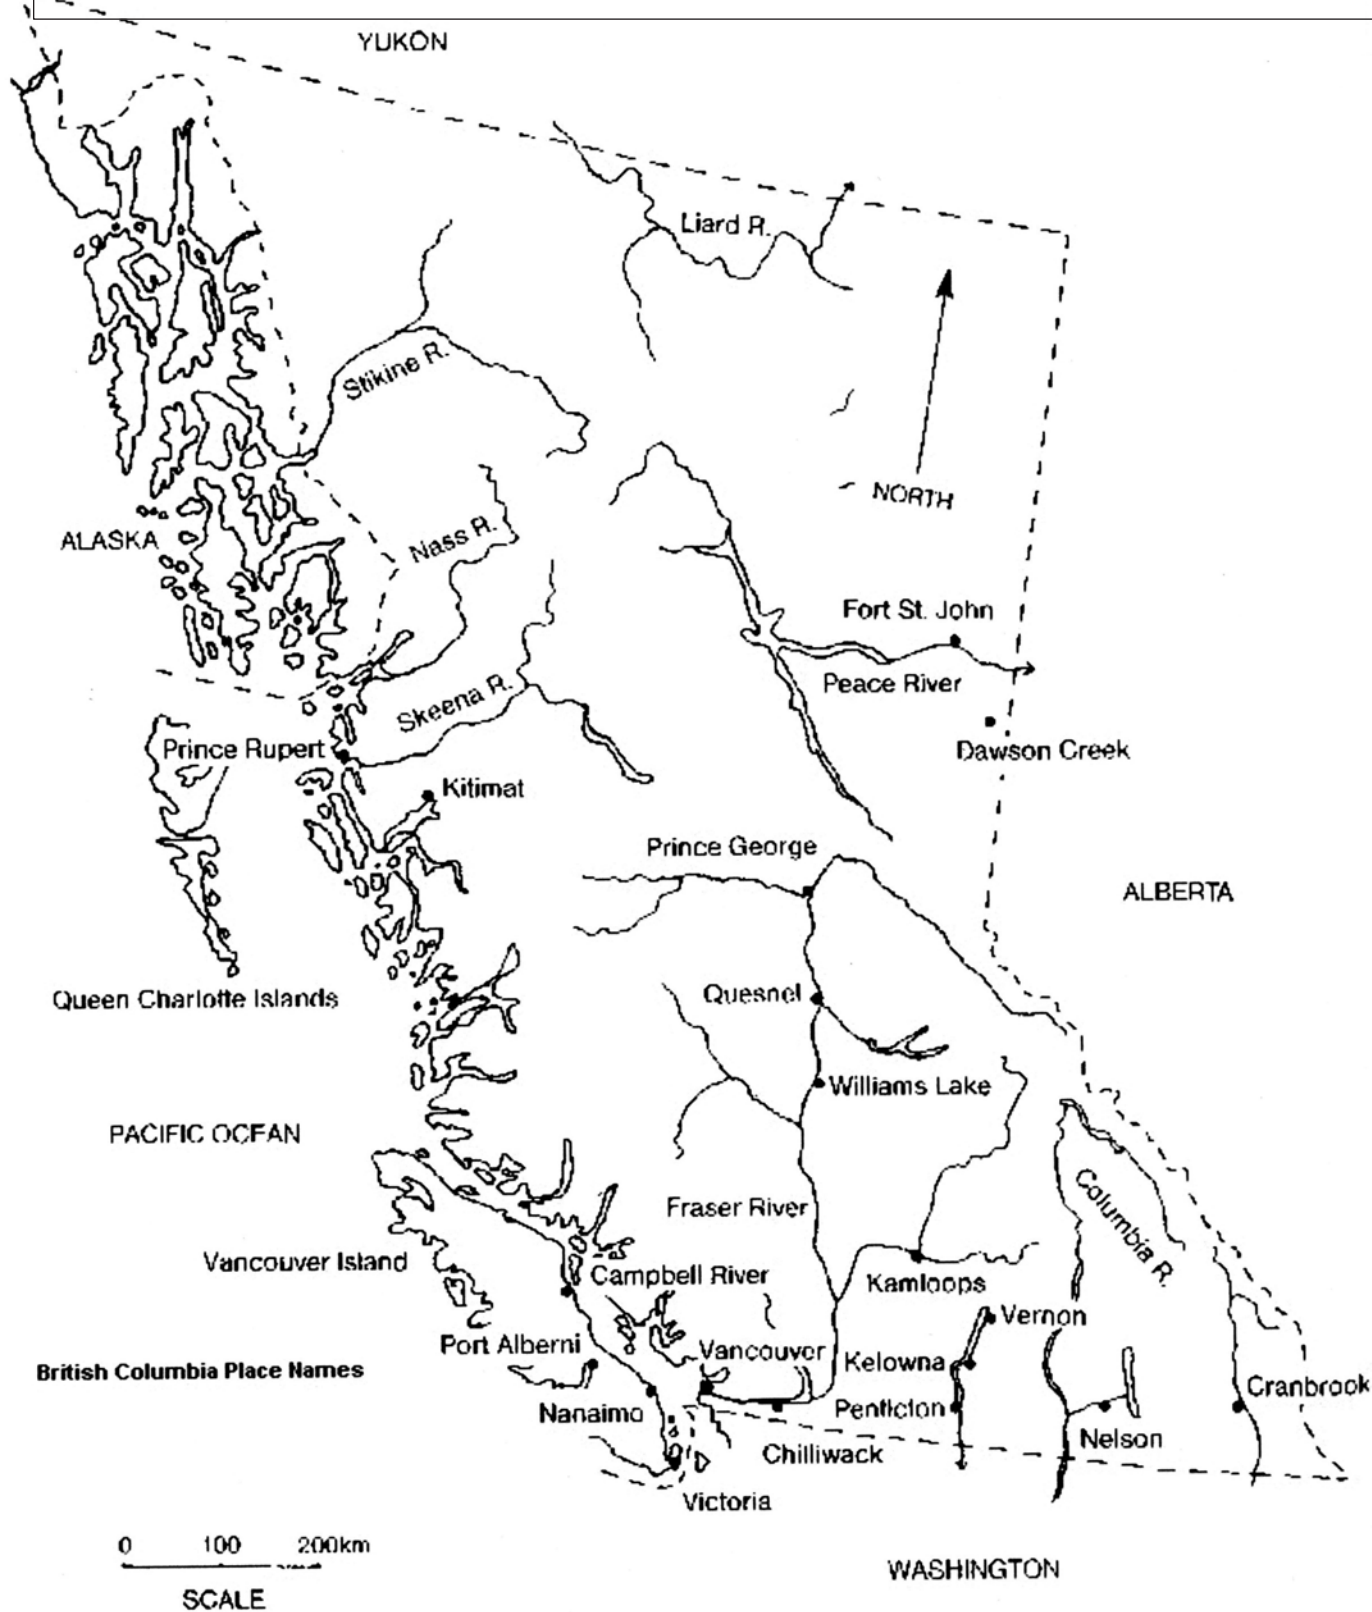 YUKON
Liard R.
Stikine R.
NORTH
Nass R.
ALASKA
Fort St. John
Peace River
Skeena R.
Dawson Creek
Prince Rupert
Kitimat
Prince George
ALBERTA
Quesnel
Queen Charlotte Islands
Williams Lake
PACIFIC OCEAN
Columbia R.
Fraser River
Vancouver Island
Campbell River
Kamloops
Vernon
Port Alberni
Vancouver
Kelowna
British Columbia Place Names
Cranbrook
Nanaimo
Penticton
Nelson
Chilliwack
Victoria
0 100 200km
SCALE
WASHINGTON